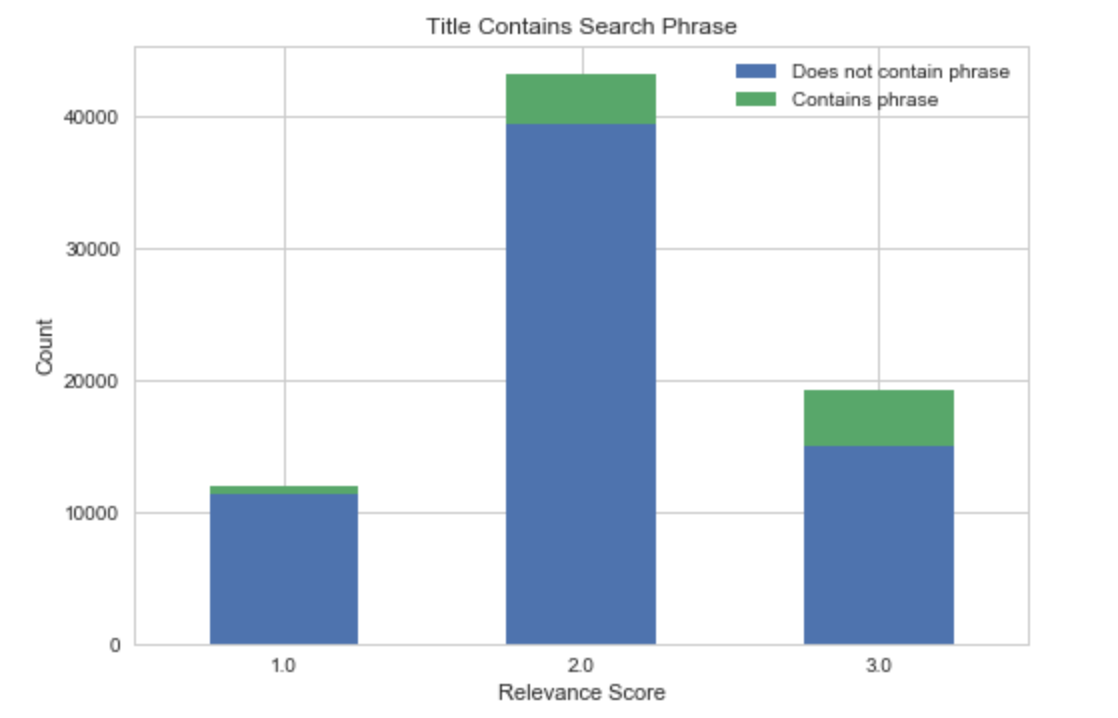 Title Contains Search Phrase
Does not contain phrase
Contains phrase
40000
30000
20000
10000
0
Count
1.0 2.0 3.0
Relevance Score